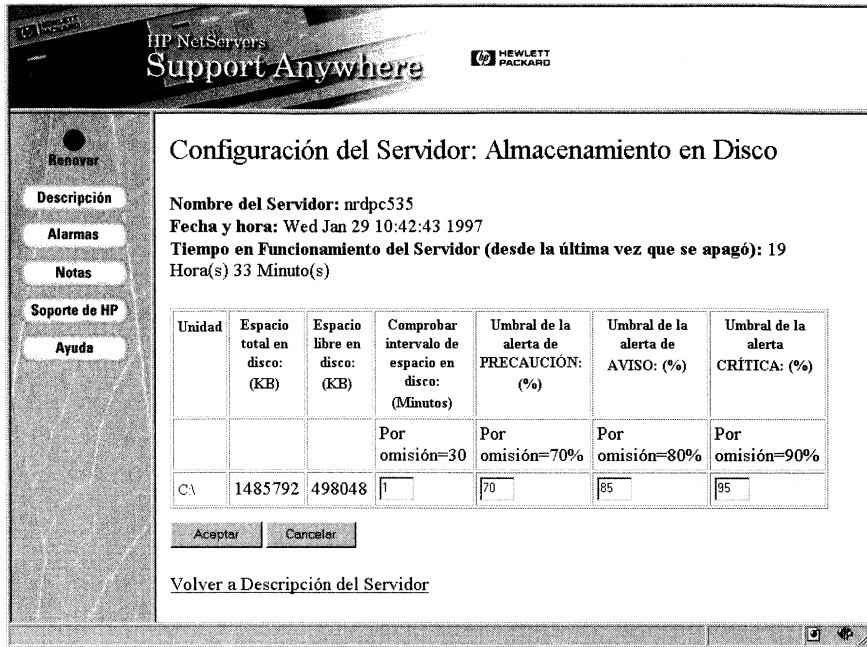 HP NetServers
Support Anywhere
hp HEWLETT
PACKARD
Renovar
Descripción
Alarmas
Notas
Soporte de HP
Ayuda
Configuración del Servidor: Almacenamiento en Disco
Nombre del Servidor: nrdpc535
Fecha y hora: Wed Jan 29 10:42:43 1997
Tiempo en Funcionamiento del Servidor (desde la última vez que se apagó): 19
Hora(s) 33 Minuto(s)
Unidad Espacio total en disco: (KB) Espacio libre en disco: (KB) Comprobar intervalo de espacio en disco: (Minutos) Umbral de la alerta de PRECAUCIÓN: (%) Umbral de la alerta de AVISO: (%) Umbral de la alerta CRÍTICA: (%)
Por omisión=30 Por omisión=70% Por omisión=80% Por omisión=90%
C:\ 1485792 498048 1 70 85 95
Aceptar Cancelar
Volver a Descripción del Servidor